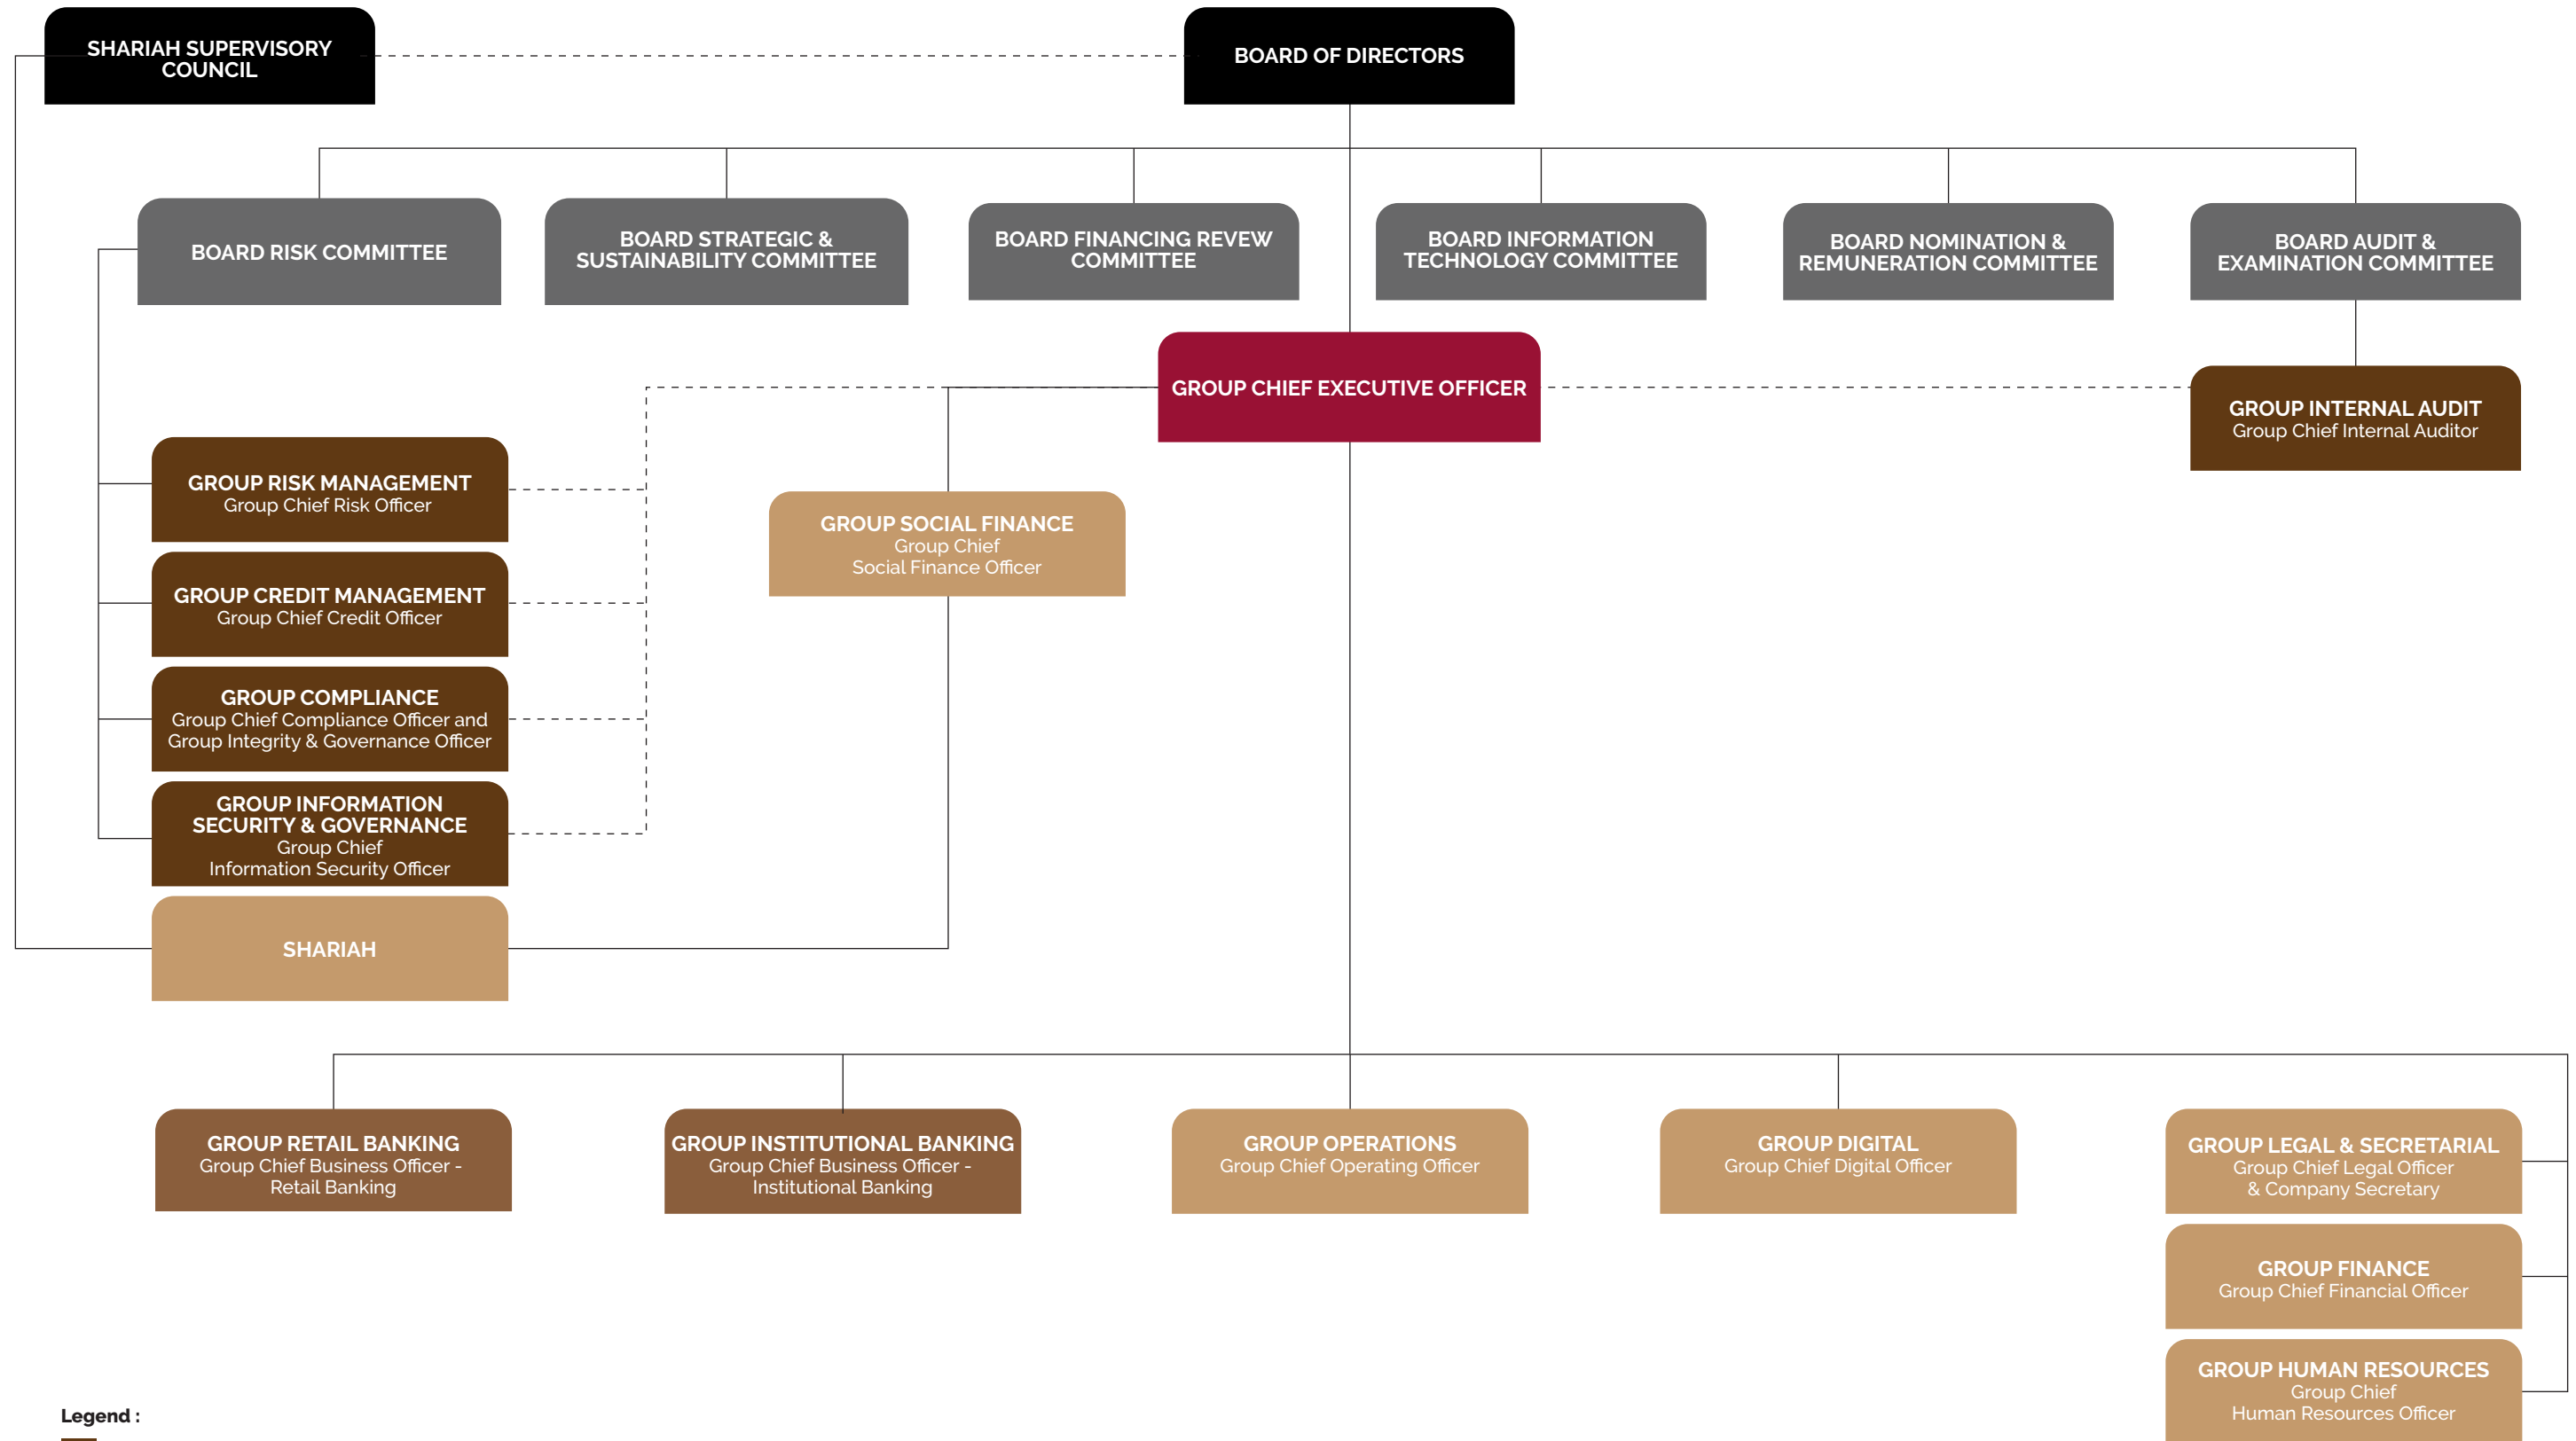 SHARIAH SUPERVISORY
COUNCIL
BOARD OF DIRECTORS
BOARD RISK COMMITTEE
BOARD STRATEGIC &
SUSTAINABILITY COMMITTEE
BOARD FINANCING REVEW
COMMITTEE
BOARD INFORMATION
TECHNOLOGY COMMITTEE
BOARD NOMINATION &
REMUNERATION COMMITTEE
BOARD AUDIT &
EXAMINATION COMMITTEE
GROUP CHIEF EXECUTIVE OFFICER
GROUP INTERNAL AUDIT
Group Chief Internal Auditor
GROUP RISK MANAGEMENT
Group Chief Risk Officer
GROUP SOCIAL FINANCE
Group Chief
Social Finance Officer
GROUP CREDIT MANAGEMENT
Group Chief Credit Officer
GROUP COMPLIANCE
Group Chief Compliance Officer and
Group Integrity & Governance Officer
GROUP INFORMATION
SECURITY & GOVERNANCE
Group Chief
Information Security Officer
SHARIAH
GROUP RETAIL BANKING
Group Chief Business Officer -
Retail Banking
GROUP INSTITUTIONAL BANKING
Group Chief Business Officer -
Institutional Banking
GROUP OPERATIONS
Group Chief Operating Officer
GROUP DIGITAL
Group Chief Digital Officer
GROUP LEGAL & SECRETARIAL
Group Chief Legal Officer
& Company Secretary
GROUP FINANCE
Group Chief Financial Officer
GROUP HUMAN RESOURCES
Group Chief
Human Resources Officer
Legend :